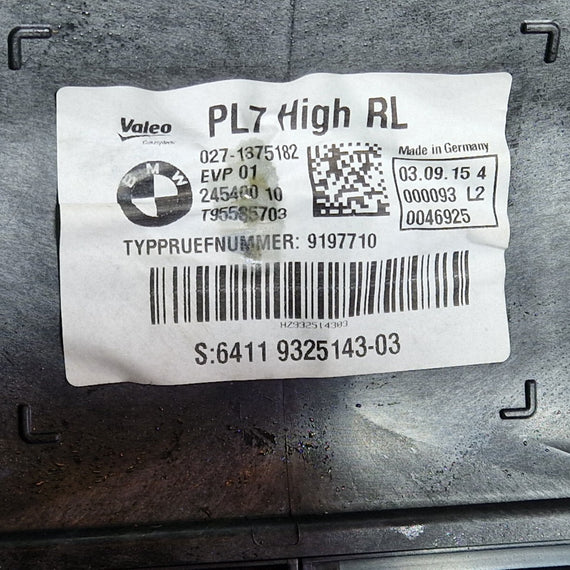 PL7 High RL
Valeo
027-1375182
EVP 01
245400 10
T95585703
BMW
Made in Germany
03.09.15 4
000093 L2
0046925
TYPPRUEFNUMMER: 9197710
HZ932514303
S:6411 9325143-03